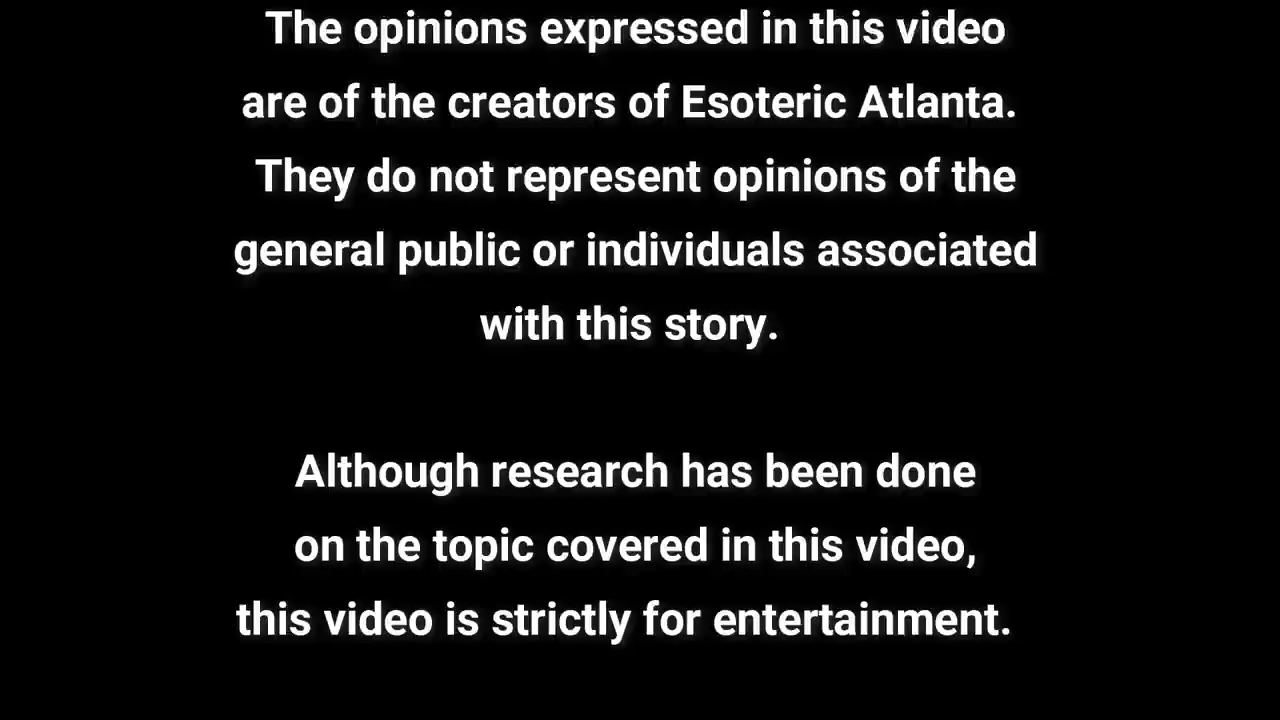 The opinions expressed in this video
are of the creators of Esoteric Atlanta.
They do not represent opinions of the
general public or individuals associated
with this story.
Although research has been done
on the topic covered in this video,
this video is strictly for entertainment.